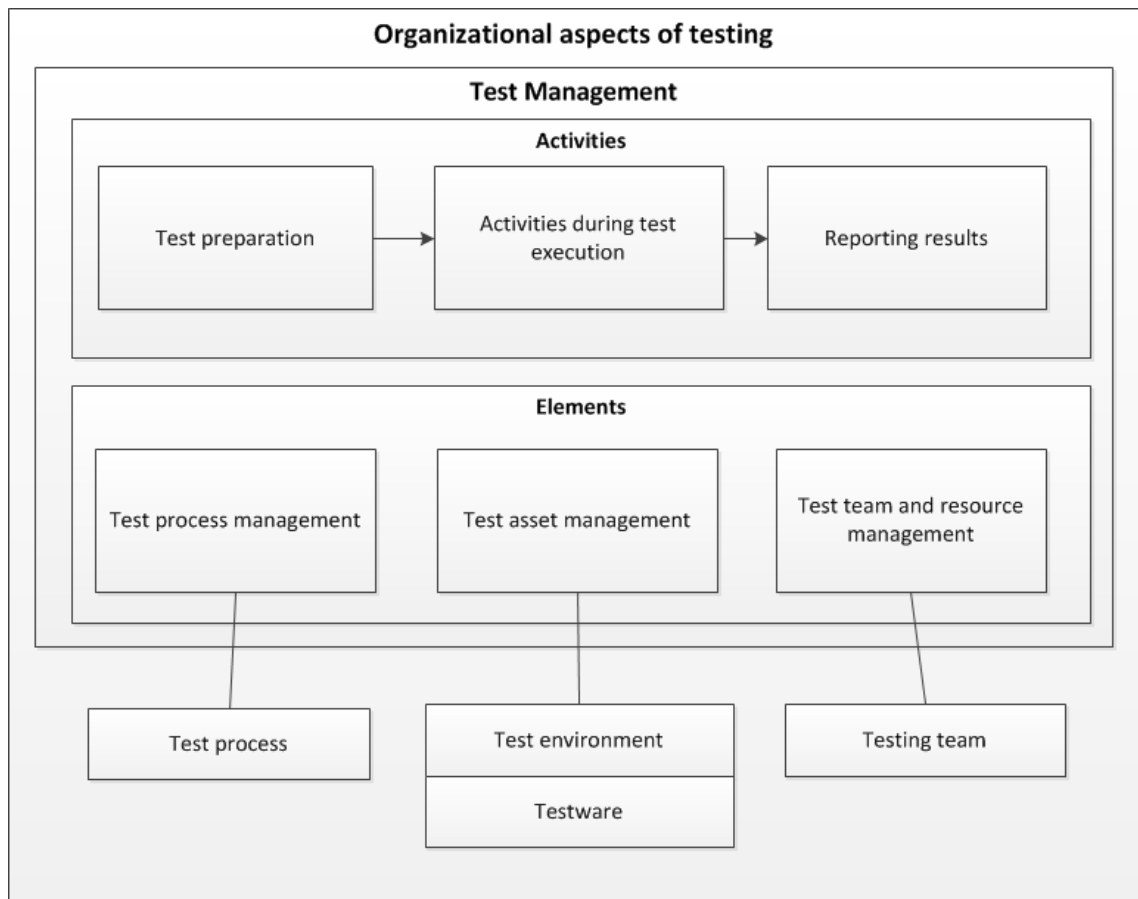 Organizational aspects of testing
Test Management
Activities
Test preparation
Activities during test
execution
Reporting results
Elements
Test process management
Test asset management
Test team and resource
management
Test process
Test environment
Testware
Testing team